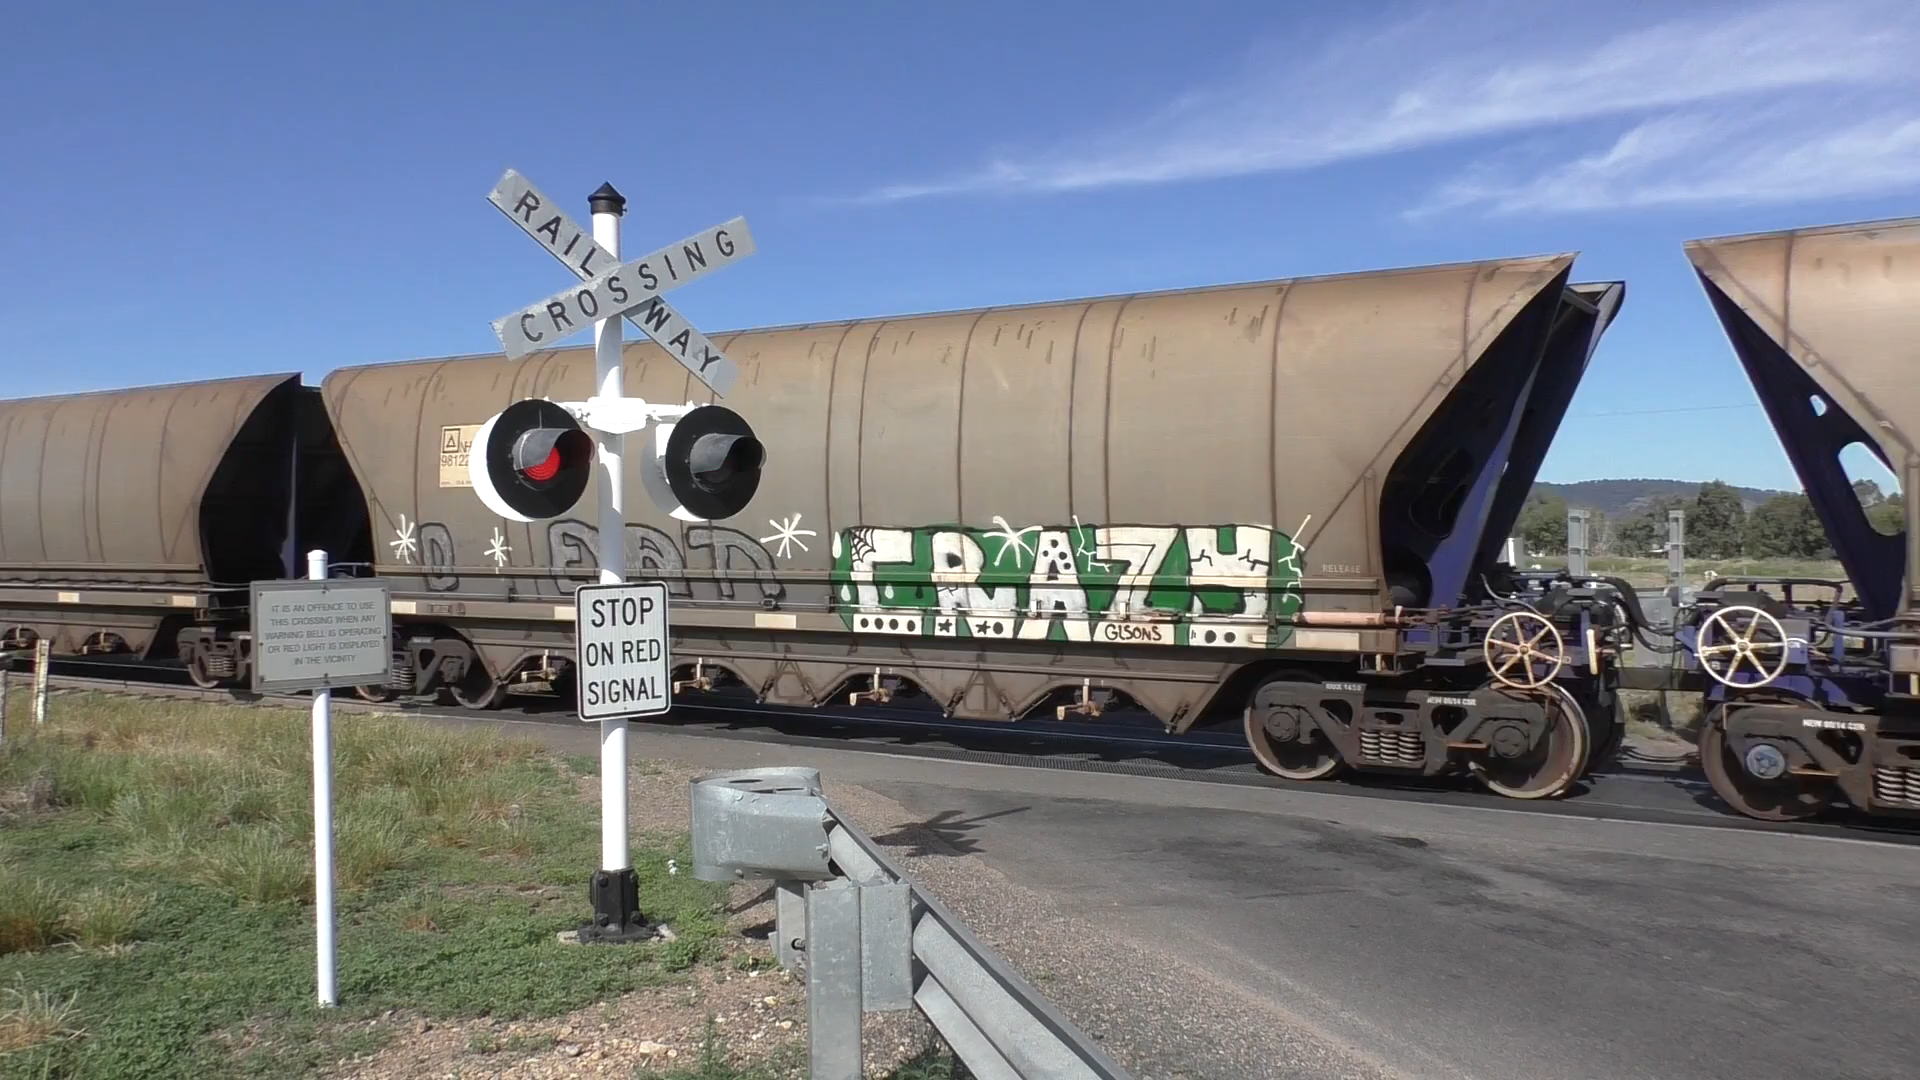 RAILWAY
CROSSING
CRAZY
GLSONS
RELEASE
IT IS AN OFFENCE TO USE
THIS CROSSING WHEN ANY
WARNING BELL IS OPERATING
OR RED LIGHT IS DISPLAYED
IN THE VICINITY
STOP
ON RED
SIGNAL